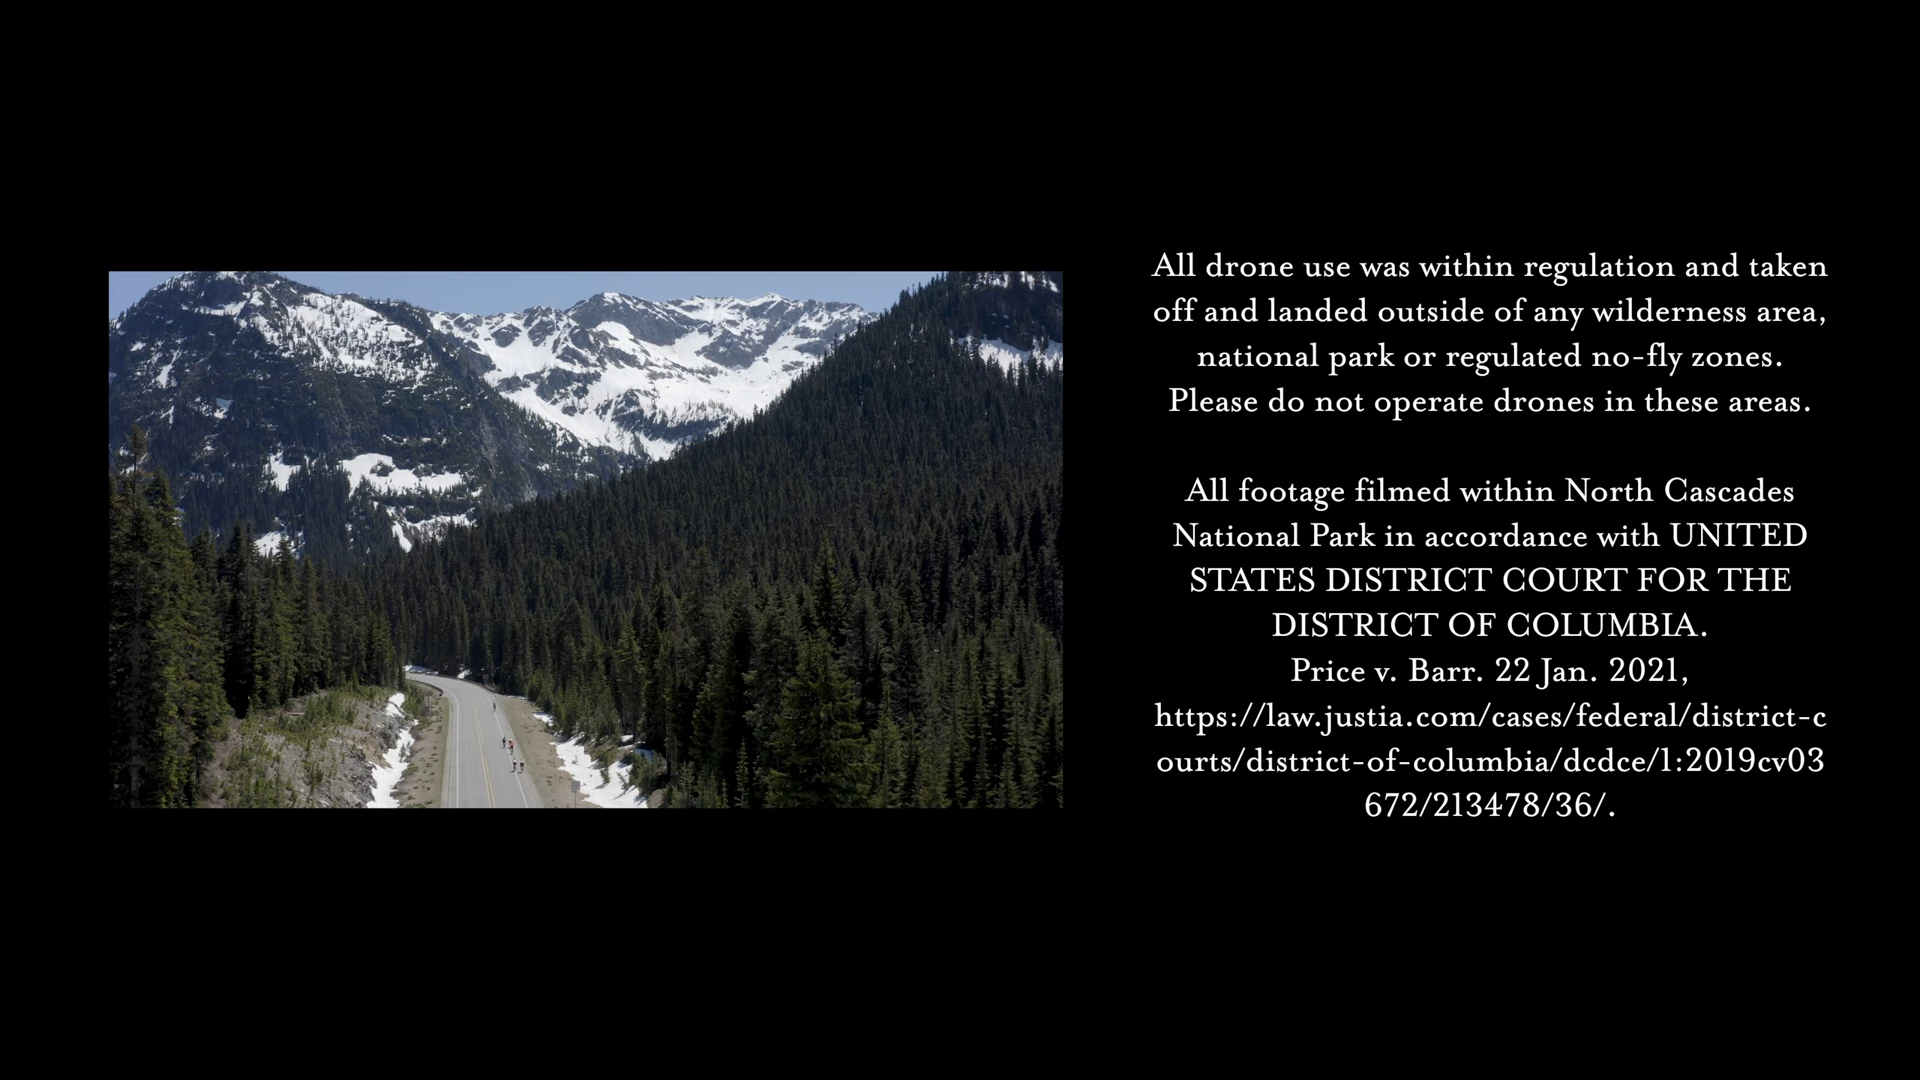 All drone use was within regulation and taken
off and landed outside of any wilderness area,
national park or regulated no-fly zones.
Please do not operate drones in these areas.
All footage filmed within North Cascades
National Park in accordance with UNITED
STATES DISTRICT COURT FOR THE
DISTRICT OF COLUMBIA.
Price v. Barr. 22 Jan. 2021,
https://law.justia.com/cases/federal/district-c
ourts/district-of-columbia/dcdce/1:2019cv03
672/213478/36/.